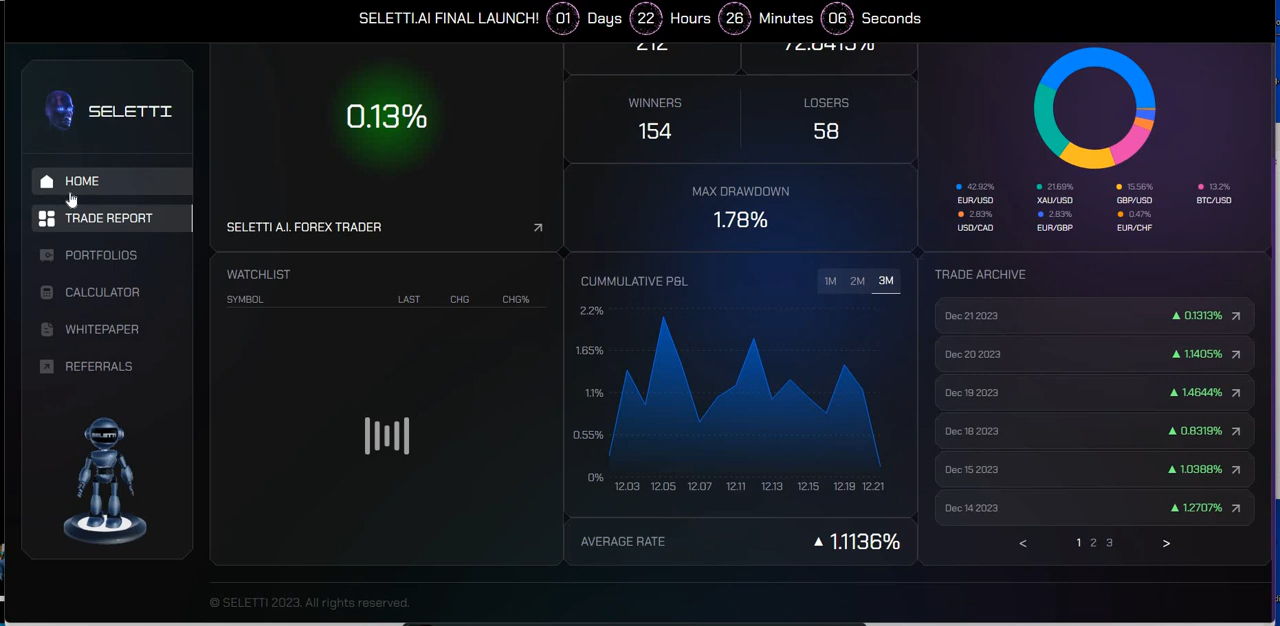 SELETTI.AI FINAL LAUNCH! 01 Days 22 Hours 26 Minutes 06 Seconds
SELETTI
HOME
TRADE REPORT
PORTFOLIOS
CALCULATOR
WHITEPAPER
REFERRALS
SELETTI
0.13%
SELETTI A.I. FOREX TRADER
212 72.6415%
WINNERS LOSERS
154 58
MAX DRAWDOWN
1.78%
42.92% 21.69% 15.56% 13.2%
EUR/USD XAU/USD GBP/USD BTC/USD
2.83% 2.83% 0.47%
USD/CAD EUR/GBP EUR/CHF
WATCHLIST
SYMBOL LAST CHG CHG%
CUMMULATIVE P&L 1M 2M 3M
2.2%
1.65%
1.1%
0.55%
0%
12.03 12.05 12.07 12.11 12.13 12.15 12.19 12.21
AVERAGE RATE ▲ 1.1136%
TRADE ARCHIVE
Dec 21 2023 ▲ 0.1313%
Dec 20 2023 ▲ 1.1405%
Dec 19 2023 ▲ 1.4644%
Dec 18 2023 ▲ 0.8319%
Dec 15 2023 ▲ 1.0388%
Dec 14 2023 ▲ 1.2707%
< 1 2 3 >
© SELETTI 2023. All rights reserved.